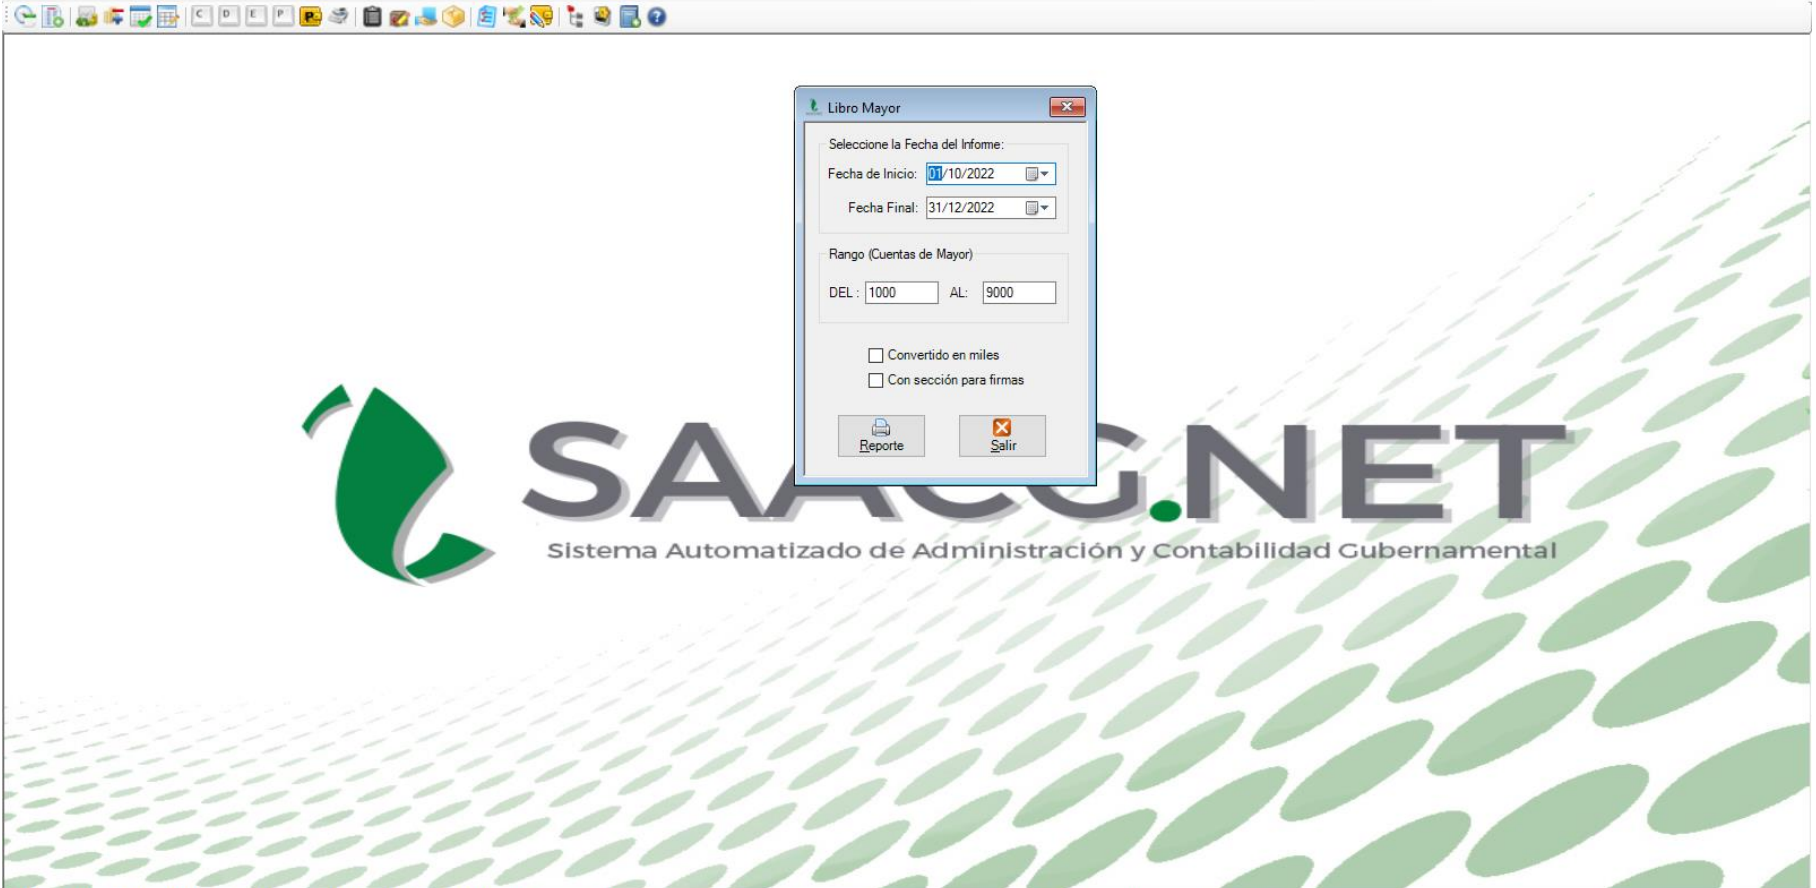 C D E P P
Libro Mayor
Seleccione la Fecha del Informe:
Fecha de Inicio: 01/10/2022
Fecha Final: 31/12/2022
Rango (Cuentas de Mayor)
DEL : 1000 AL: 9000
Convertido en miles
Con sección para firmas
Reporte Salir
SAACG.NET
Sistema Automatizado de Administración y Contabilidad Gubernamental